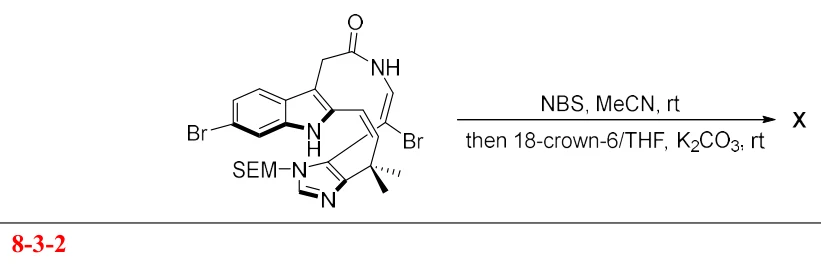 O
NH
Br
N
H
Br
SEM
N
N
NBS, MeCN, rt
then 18-crown-6/THF, K₂CO₃, rt
X
8-3-2